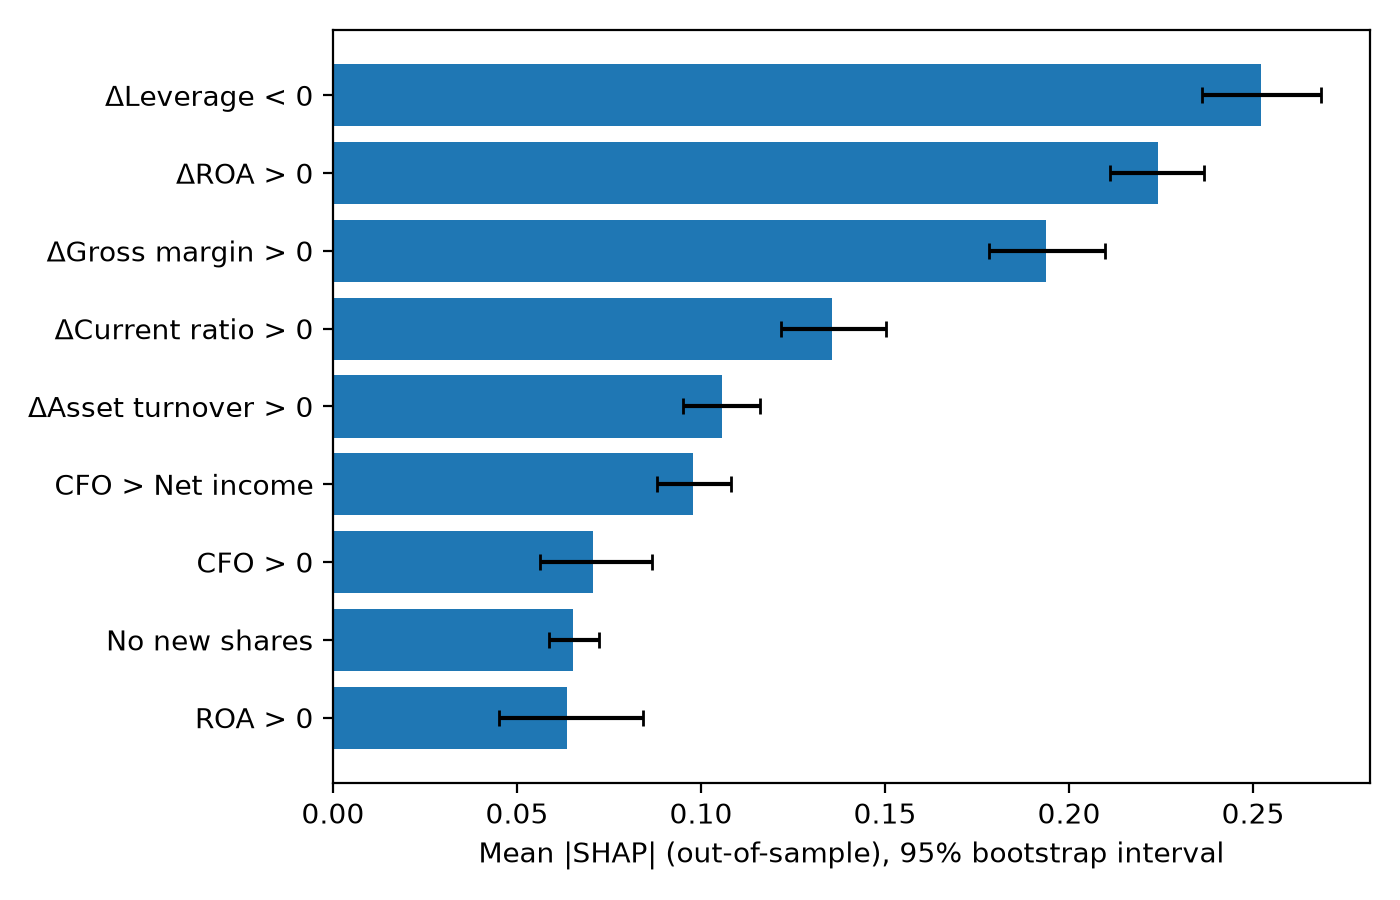 ΔLeverage < 0
ΔROA > 0
ΔGross margin > 0
ΔCurrent ratio > 0
ΔAsset turnover > 0
CFO > Net income
CFO > 0
No new shares
ROA > 0
0.00 0.05 0.10 0.15 0.20 0.25
Mean |SHAP| (out-of-sample), 95% bootstrap interval